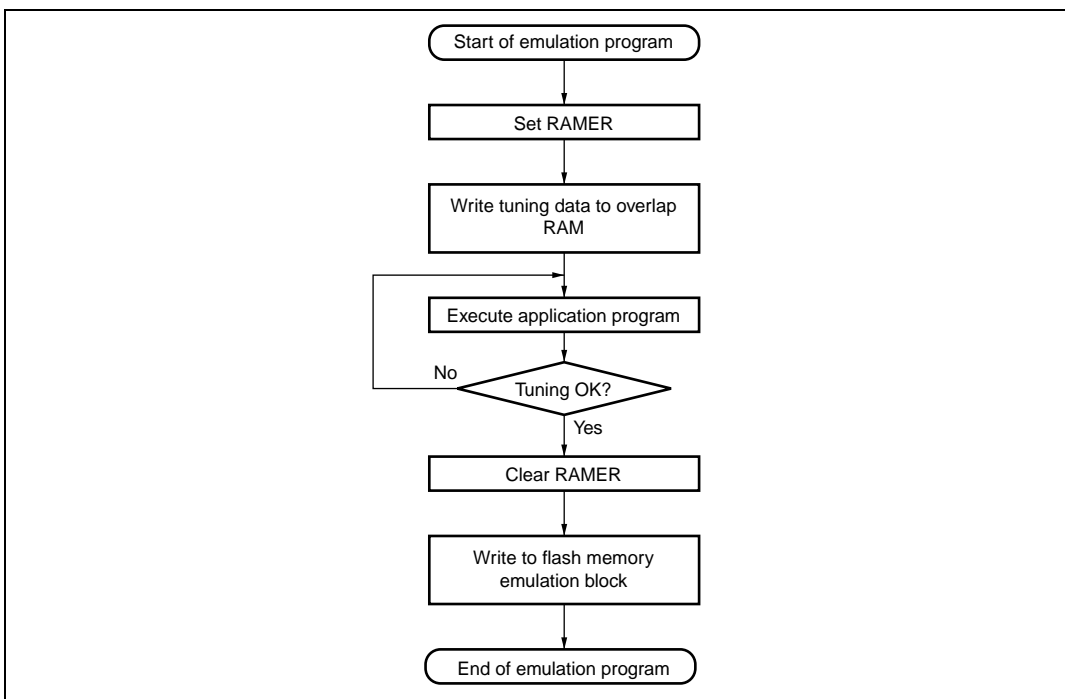 Start of emulation program
Set RAMER
Write tuning data to overlap
RAM
Execute application program
No
Tuning OK?
Yes
Clear RAMER
Write to flash memory
emulation block
End of emulation program